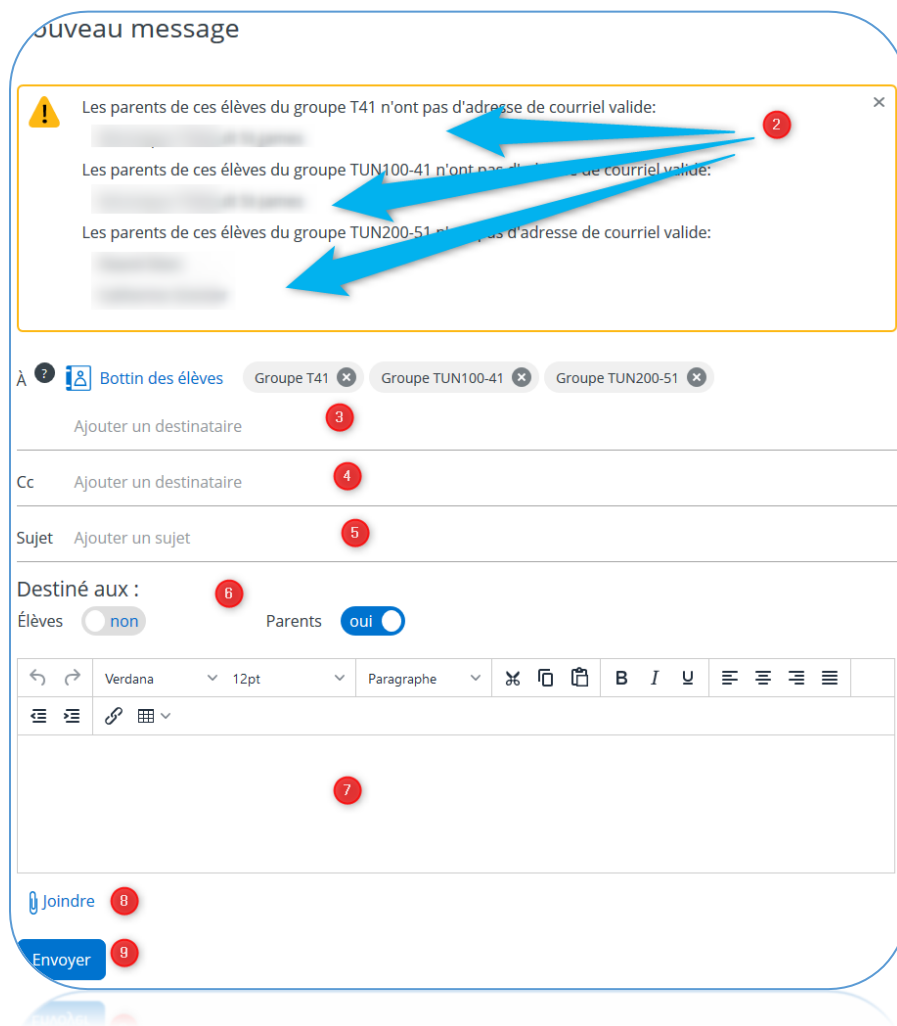 ouveau message
Les parents de ces élèves du groupe T41 n'ont pas d'adresse de courriel valide:
2
Les parents de ces élèves du groupe TUN100-41 n'ont pas de courriel valide:
Les parents de ces élèves du groupe TUN200-51 pas d'adresse de courriel valide:
À ? Bottin des élèves Groupe T41 Groupe TUN100-41 Groupe TUN200-51
Ajouter un destinataire 3
Cc Ajouter un destinataire 4
Sujet Ajouter un sujet 5
Destiné aux : 6
Élèves non Parents oui
Verdana 12pt Paragraphe B I U
7
Joindre 8
Envoyer 9